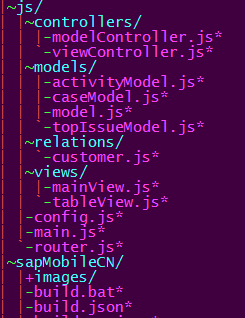 |~js/
| |~controllers/
| | |-modelController.js*
| | `-viewController.js*
| |~models/
| | |-activityModel.js*
| | |-caseModel.js*
| | |-model.js*
| | `-topIssueModel.js*
| |~relations/
| | `-customer.js*
| |~views/
| | |-mainView.js*
| | `-tableView.js*
| |-config.js*
| |-main.js*
| `-router.js*
|~sapMobileCN/
| |+images/
| |-build.bat*
| |-build.json*